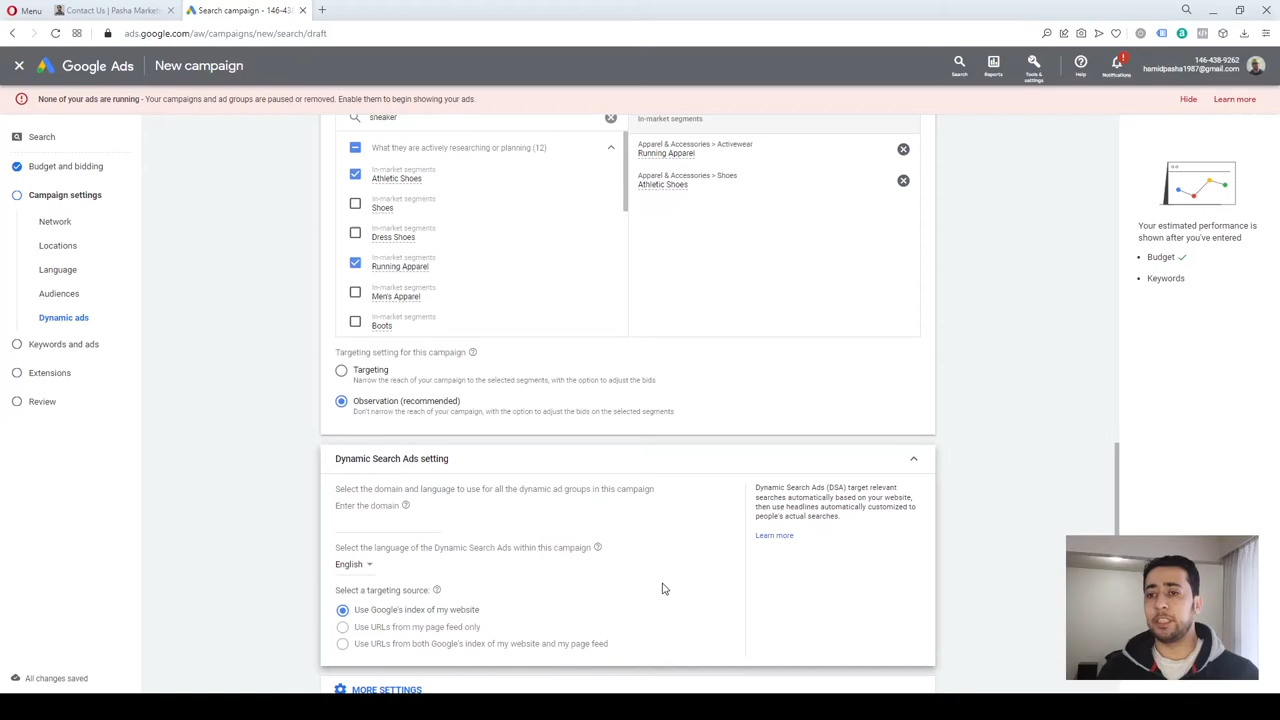 Menu
Contact Us | Pasha Market
Search campaign - 146-43
ads.google.com/aw/campaigns/new/search/draft
Google Ads
New campaign
Search
Reports
Tools & settings
Help
Notifications
146-438-9262
hamidpasha1987@gmail.com
None of your ads are running - Your campaigns and ad groups are paused or removed. Enable them to begin showing your ads.
Hide
Learn more
Search
Budget and bidding
Campaign settings
Network
Locations
Language
Audiences
Dynamic ads
Keywords and ads
Extensions
Review
All changes saved
sneaker
What they are actively researching or planning (12)
In-market segments
Athletic Shoes
In-market segments
Shoes
In-market segments
Dress Shoes
In-market segments
Running Apparel
In-market segments
Men's Apparel
In-market segments
Boots
In-market segments
Apparel & Accessories > Activewear
Running Apparel
Apparel & Accessories > Shoes
Athletic Shoes
Targeting setting for this campaign
Targeting
Narrow the reach of your campaign to the selected segments, with the option to adjust the bids
Observation (recommended)
Don't narrow the reach of your campaign, with the option to adjust the bids on the selected segments
Dynamic Search Ads setting
Select the domain and language to use for all the dynamic ad groups in this campaign
Enter the domain
Select the language of the Dynamic Search Ads within this campaign
English
Select a targeting source:
Use Google's index of my website
Use URLs from my page feed only
Use URLs from both Google's index of my website and my page feed
Dynamic Search Ads (DSA) target relevant
searches automatically based on your website,
then use headlines automatically customized to
people's actual searches.
Learn more
MORE SETTINGS
Your estimated performance is
shown after you've entered
Budget
Keywords